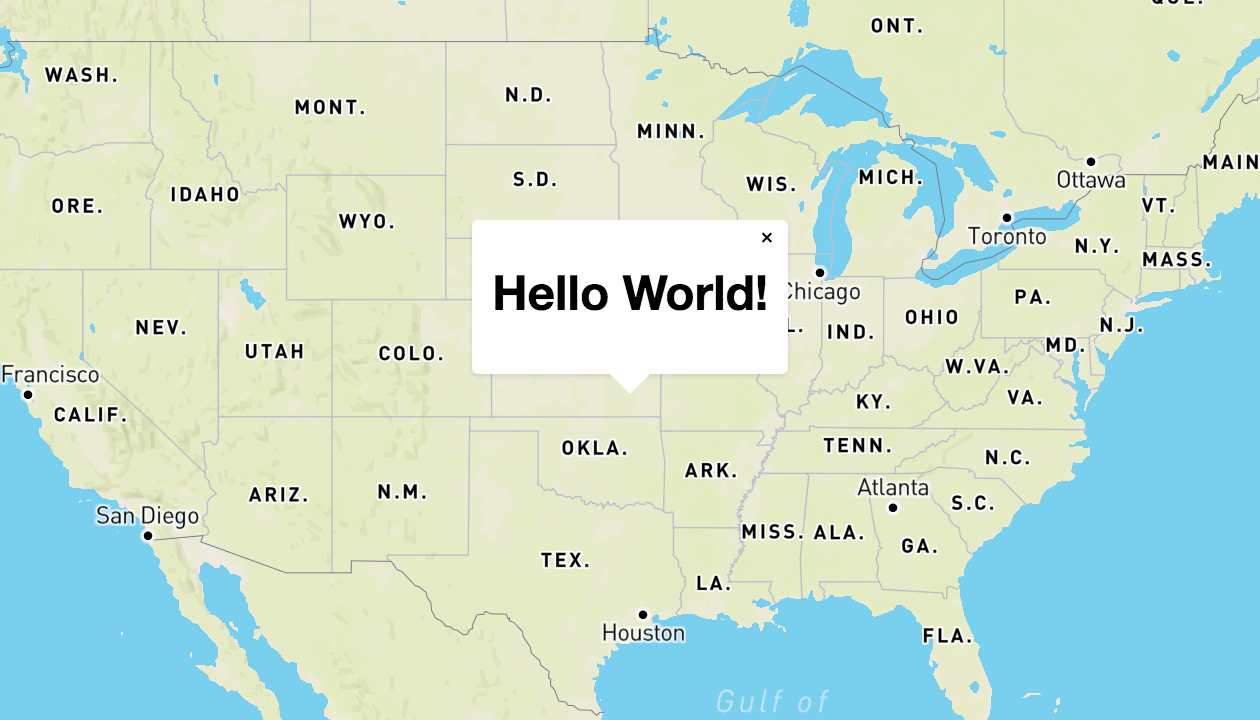 QUE.
ONT.
WASH.
MONT.
N.D.
MINN.
MAIN
Ottawa
WIS.
MICH.
S.D.
IDAHO
ORE.
WYO.
VT.
Toronto
N.Y.
MASS.
×
Hello World!
Chicago
PA.
OHIO
N.J.
NEV.
L.
IND.
MD.
UTAH
COLO.
W.VA.
Francisco
VA.
KY.
CALIF.
TENN.
OKLA.
N.C.
ARK.
Atlanta
ARIZ.
N.M.
S.C.
San Diego
MISS.
ALA.
GA.
TEX.
LA.
Houston
FLA.
Gulf of